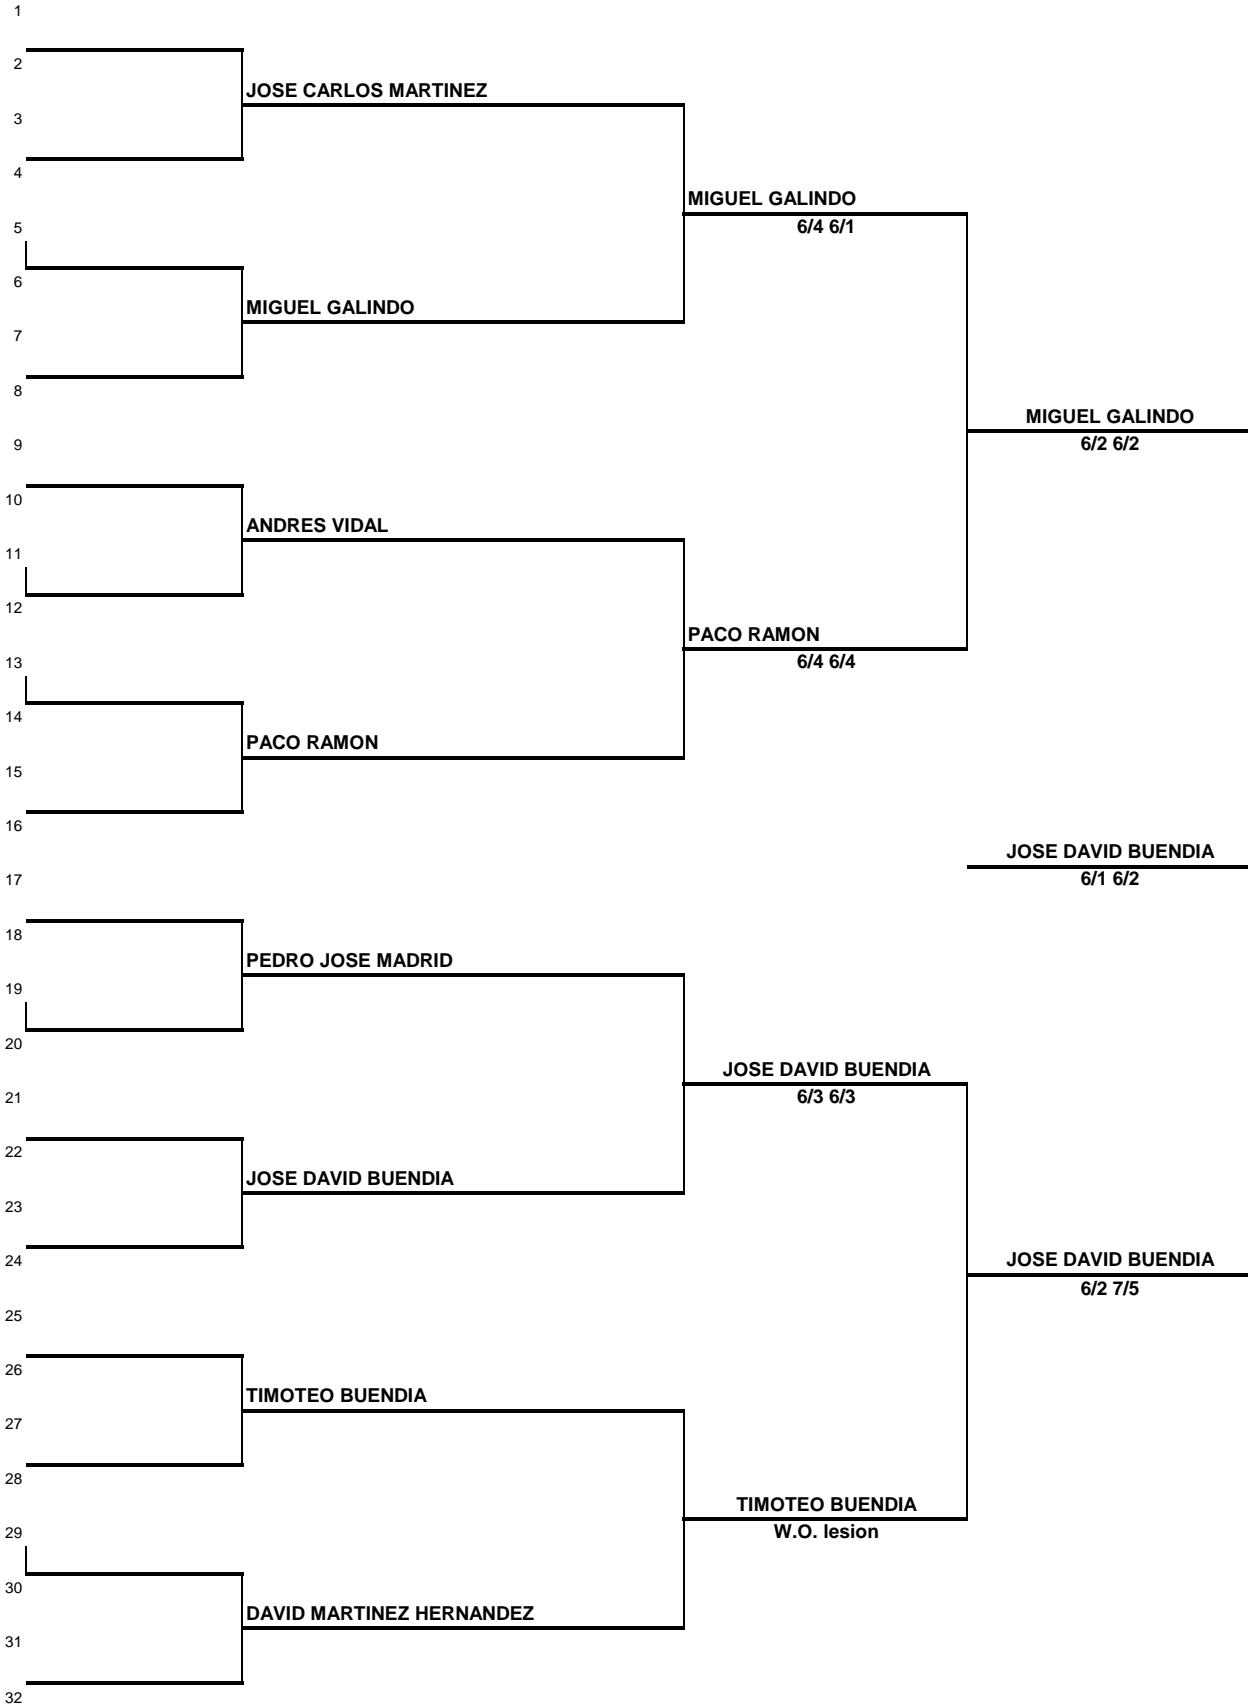 1
2
JOSE CARLOS MARTINEZ
3
4
MIGUEL GALINDO
5
6/4 6/1
6
MIGUEL GALINDO
7
8
MIGUEL GALINDO
9
6/2 6/2
10
ANDRES VIDAL
11
12
PACO RAMON
13
6/4 6/4
14
PACO RAMON
15
16
JOSE DAVID BUENDIA
17
6/1 6/2
18
PEDRO JOSE MADRID
19
20
JOSE DAVID BUENDIA
21
6/3 6/3
22
JOSE DAVID BUENDIA
23
24
JOSE DAVID BUENDIA
25
6/2 7/5
26
TIMOTEO BUENDIA
27
28
TIMOTEO BUENDIA
29
W.O. lesion
30
DAVID MARTINEZ HERNANDEZ
31
32